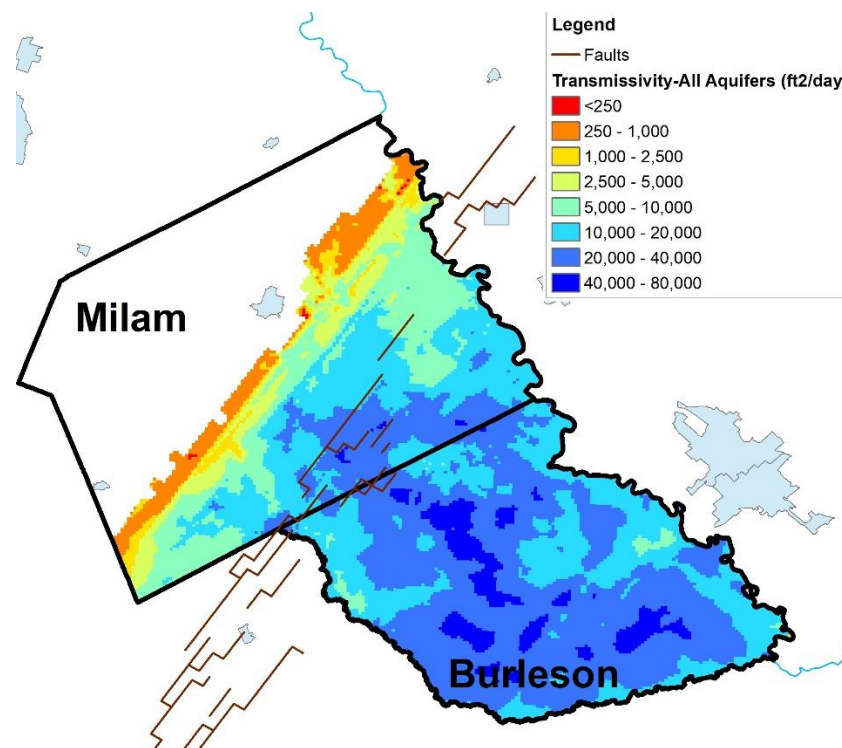 Legend
Faults
Transmissivity-All Aquifers (ft2/day
<250
250 - 1,000
1,000 - 2,500
2,500 - 5,000
5,000 - 10,000
10,000 - 20,000
20,000 - 40,000
40,000 - 80,000
Milam
Burleson